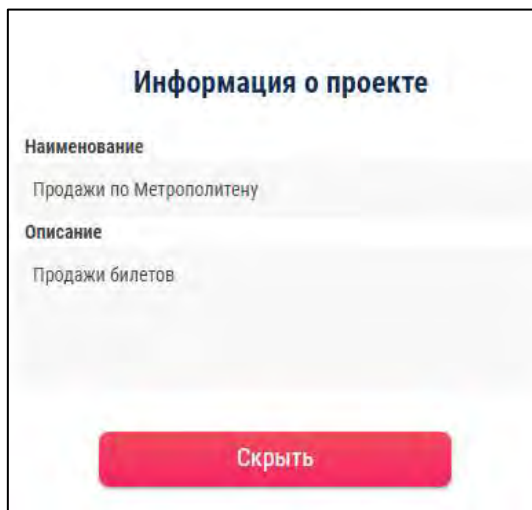 Информация о проекте
Наименование
Продажи по Метрополитену
Описание
Продажи билетов
Скрыть